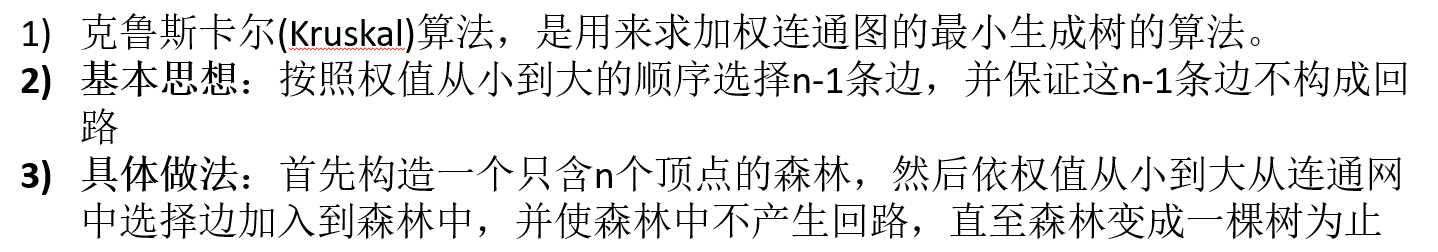 1) 克鲁斯卡尔(Kruskal)算法，是用来求加权连通图的最小生成树的算法。
2) 基本思想：按照权值从小到大的顺序选择n-1条边，并保证这n-1条边不构成回
路
3) 具体做法：首先构造一个只含n个顶点的森林，然后依权值从小到大从连通网
中选择边加入到森林中，并使森林中不产生回路，直至森林变成一棵树为止